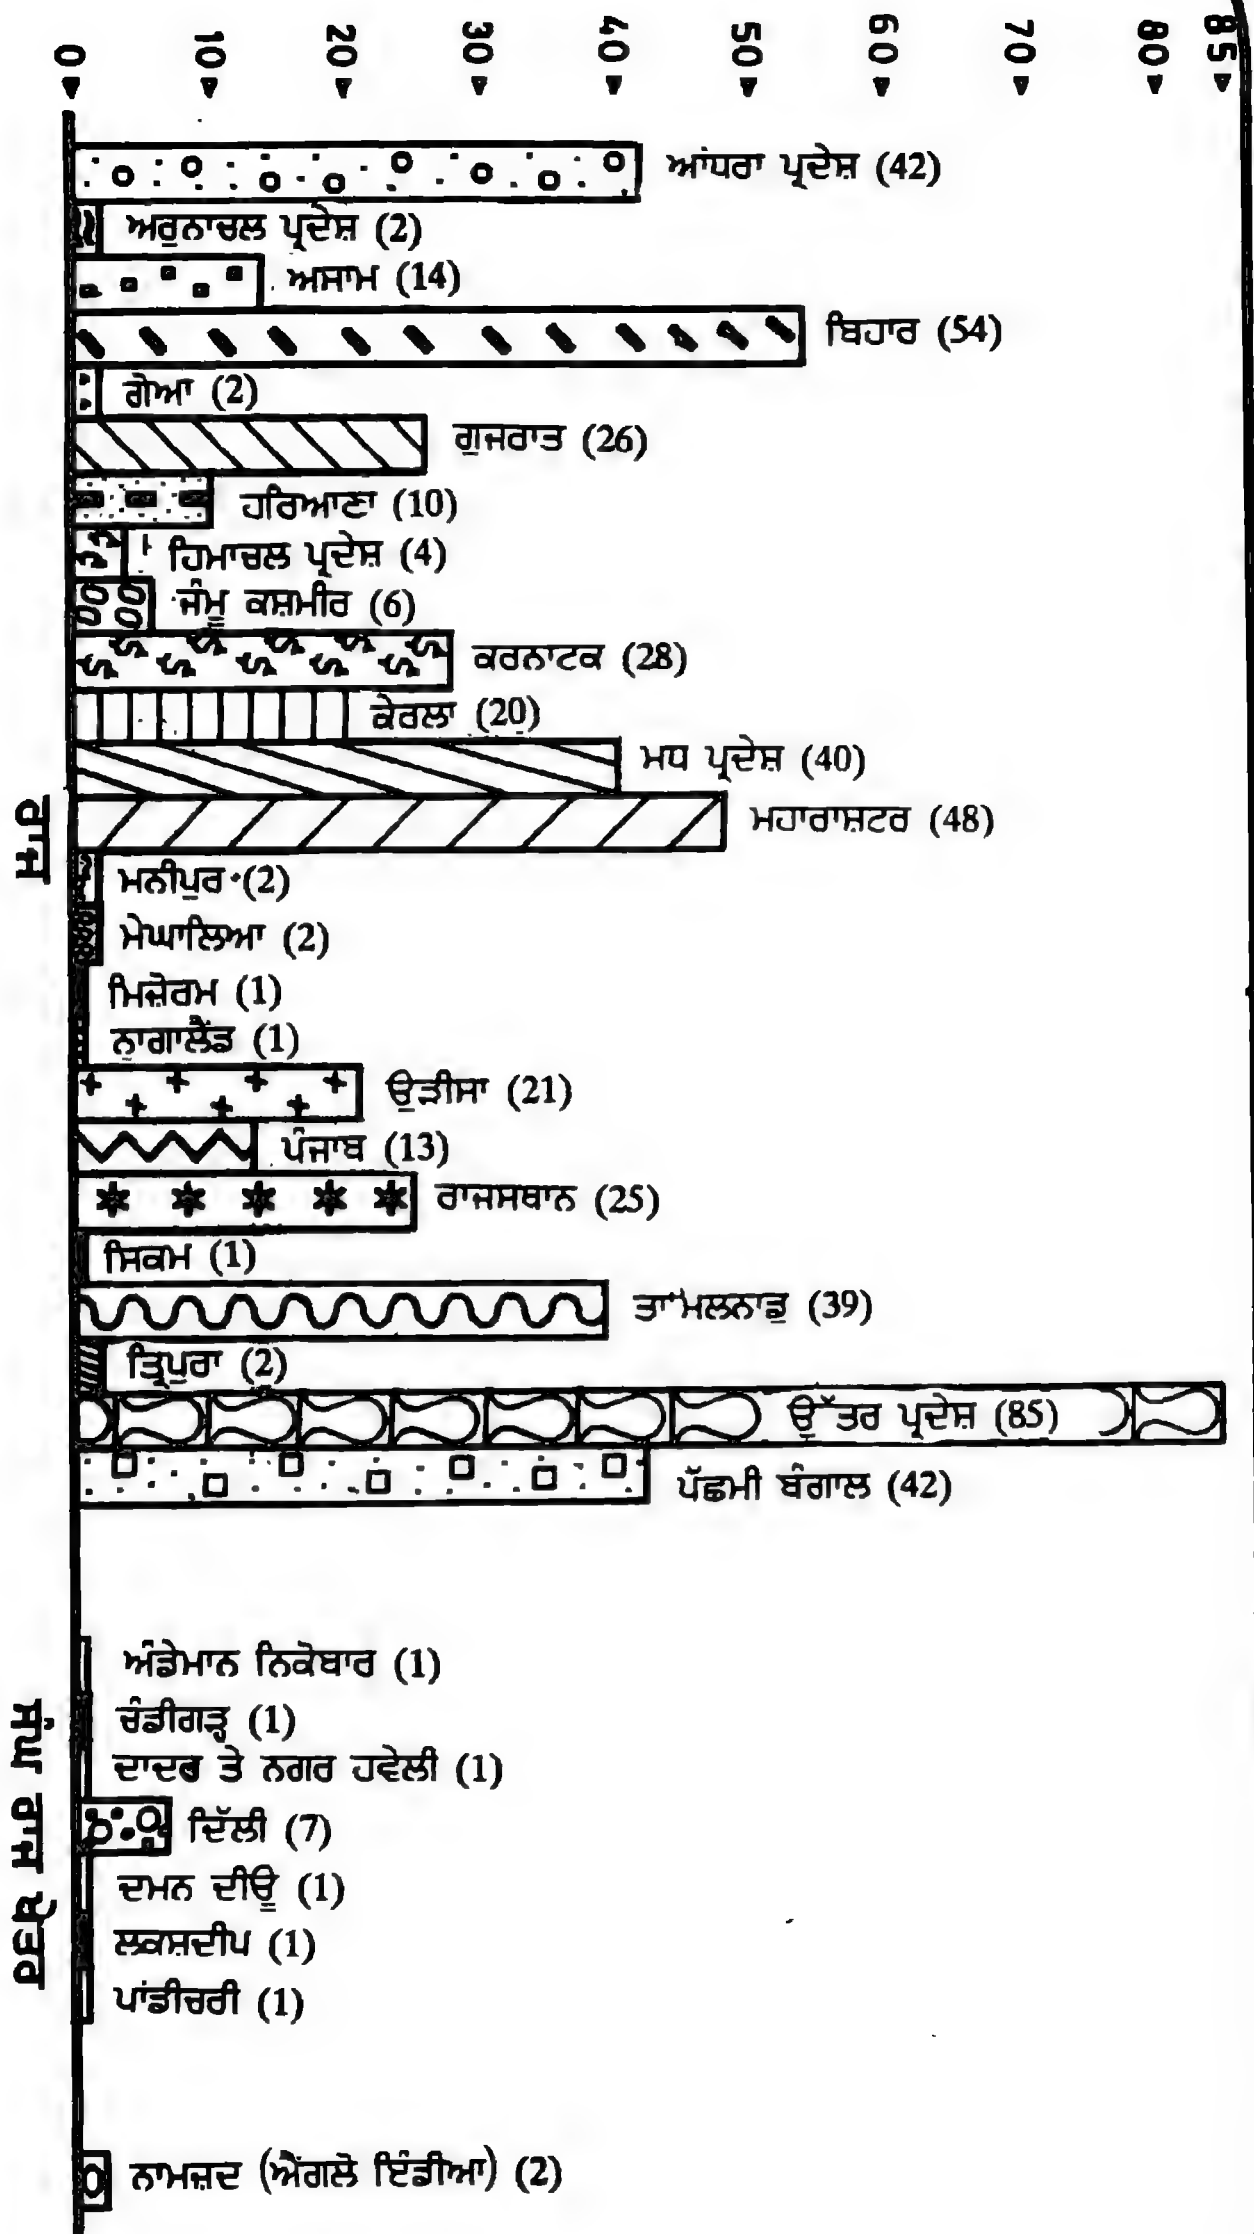 0 10 20 30 40 50 60 70 80 85
ਆਂਧਰਾ ਪ੍ਰਦੇਸ਼ (42)
ਅਰੁਨਾਚਲ ਪ੍ਰਦੇਸ਼ (2)
ਅਸਾਮ (14)
ਬਿਹਾਰ (54)
ਗੋਆ (2)
ਗੁਜਰਾਤ (26)
ਹਰਿਆਣਾ (10)
ਹਿਮਾਚਲ ਪ੍ਰਦੇਸ਼ (4)
ਜੰਮੂ ਕਸ਼ਮੀਰ (6)
ਕਰਨਾਟਕ (28)
ਕੇਰਲਾ (20)
ਮਧ ਪ੍ਰਦੇਸ਼ (40)
ਮਹਾਰਾਸ਼ਟਰ (48)
ਰਾਜ
ਮਨੀਪੁਰ (2)
ਮੇਘਾਲਿਆ (2)
ਮਿਜ਼ੋਰਮ (1)
ਨਾਗਾਲੈਂਡ (1)
ਉੜੀਸਾ (21)
ਪੰਜਾਬ (13)
ਰਾਜਸਥਾਨ (25)
ਸਿਕਮ (1)
ਤਾਮਿਲਨਾਡੁ (39)
ਤ੍ਰਿਪੁਰਾ (2)
ਉੱਤਰ ਪ੍ਰਦੇਸ਼ (85)
ਪੱਛਮੀ ਬੰਗਾਲ (42)
ਅੰਡੇਮਾਨ ਨਿਕੋਬਾਰ (1)
ਚੰਡੀਗੜ੍ਹ (1)
ਦਾਦਰ ਤੇ ਨਗਰ ਹਵੇਲੀ (1)
ਦਿੱਲੀ (7)
ਸੰਘ ਰਾਜ ਖੇਤਰ
ਦਮਨ ਦੀਊ (1)
ਲਕਸ਼ਦੀਪ (1)
ਪਾਂਡੀਚਰੀ (1)
ਨਾਮਜ਼ਦ (ਐਂਗਲੋ ਇੰਡੀਆ) (2)